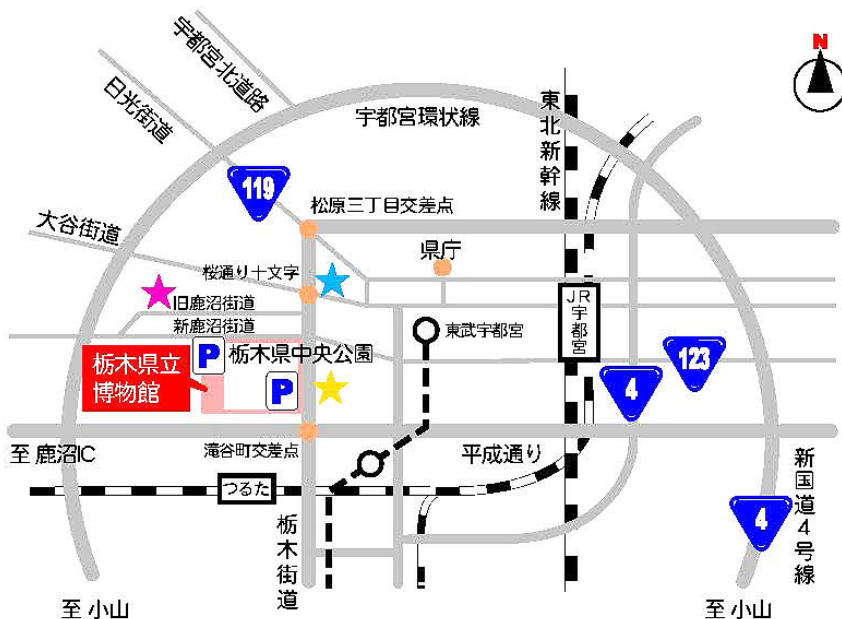 宇都宮北道路
N
日光街道
宇都宮環状線
東北新幹線
119
大谷街道
松原三丁目交差点
県庁
桜通り十文字
旧鹿沼街道
新鹿沼街道
東武宇都宮
JR宇都宮
P
栃木県中央公園
栃木県立
博物館
P
123
4
至 鹿沼IC
滝谷町交差点
平成通り
つるた
栃木街道
新国道4号線
4
至 小山
至 小山